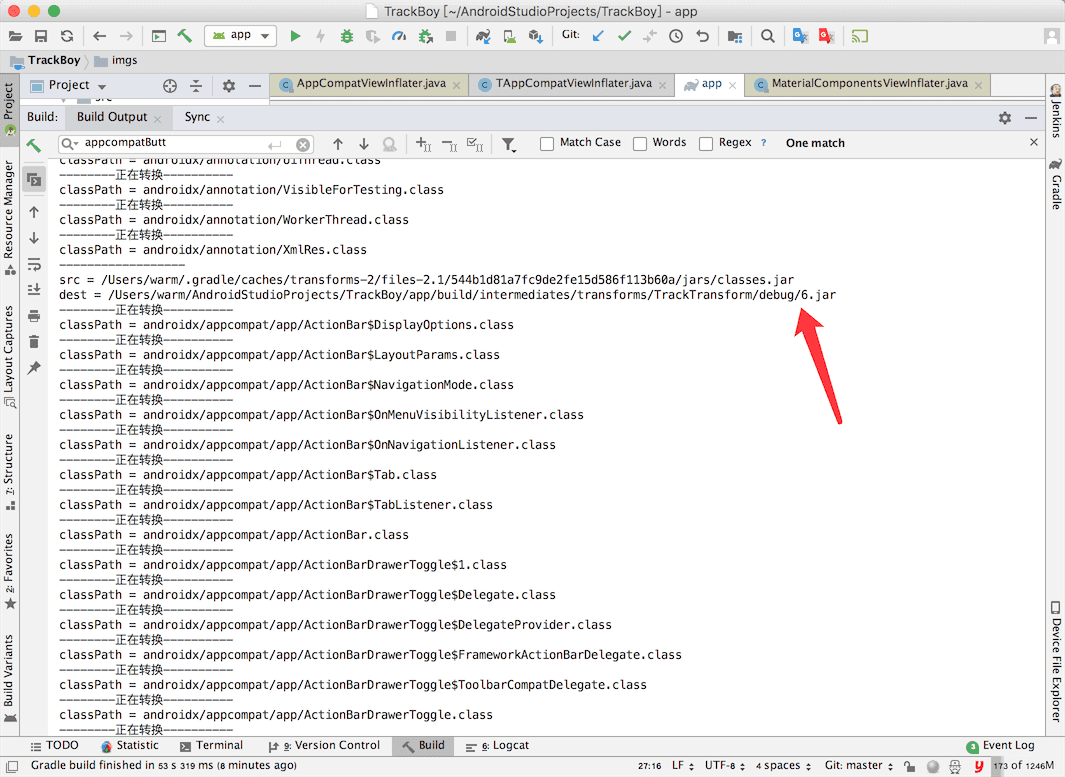 TrackBoy [~/AndroidStudioProjects/TrackBoy] - app
app
Git:
TrackBoy
imgs
Project
AppCompatViewInflater.java
TAppCompatViewInflater.java
app
MaterialComponentsViewInflater.java
Build:
Build Output
Sync
appcompatButt
Match Case
Words
Regex
?
One match
classPath = androidx/annotation/UiThread.class
--------正在转换----------
classPath = androidx/annotation/VisibleForTesting.class
--------正在转换----------
classPath = androidx/annotation/WorkerThread.class
--------正在转换----------
classPath = androidx/annotation/XmlRes.class
------------------
src = /Users/warm/.gradle/caches/transforms-2/files-2.1/544b1d81a7fc9de2fe15d586f113b60a/jars/classes.jar
dest = /Users/warm/AndroidStudioProjects/TrackBoy/app/build/intermediates/transforms/TrackTransform/debug/6.jar
--------正在转换----------
classPath = androidx/appcompat/app/ActionBar$DisplayOptions.class
--------正在转换----------
classPath = androidx/appcompat/app/ActionBar$LayoutParams.class
--------正在转换----------
classPath = androidx/appcompat/app/ActionBar$NavigationMode.class
--------正在转换----------
classPath = androidx/appcompat/app/ActionBar$OnMenuVisibilityListener.class
--------正在转换----------
classPath = androidx/appcompat/app/ActionBar$OnNavigationListener.class
--------正在转换----------
classPath = androidx/appcompat/app/ActionBar$Tab.class
--------正在转换----------
classPath = androidx/appcompat/app/ActionBar$TabListener.class
--------正在转换----------
classPath = androidx/appcompat/app/ActionBar.class
--------正在转换----------
classPath = androidx/appcompat/app/ActionBarDrawerToggle$1.class
--------正在转换----------
classPath = androidx/appcompat/app/ActionBarDrawerToggle$Delegate.class
--------正在转换----------
classPath = androidx/appcompat/app/ActionBarDrawerToggle$DelegateProvider.class
--------正在转换----------
classPath = androidx/appcompat/app/ActionBarDrawerToggle$FrameworkActionBarDelegate.class
--------正在转换----------
classPath = androidx/appcompat/app/ActionBarDrawerToggle$ToolbarCompatDelegate.class
--------正在转换----------
classPath = androidx/appcompat/app/ActionBarDrawerToggle.class
--------正在转换----------
Project
Resource Manager
Layout Captures
7: Structure
2: Favorites
Build Variants
Jenkins
Gradle
Device File Explorer
TODO
Statistic
Terminal
9: Version Control
Build
6: Logcat
3 Event Log
Gradle build finished in 53 s 319 ms (8 minutes ago)
27:16
LF
UTF-8
4 spaces
Git: master
173 of 1246M